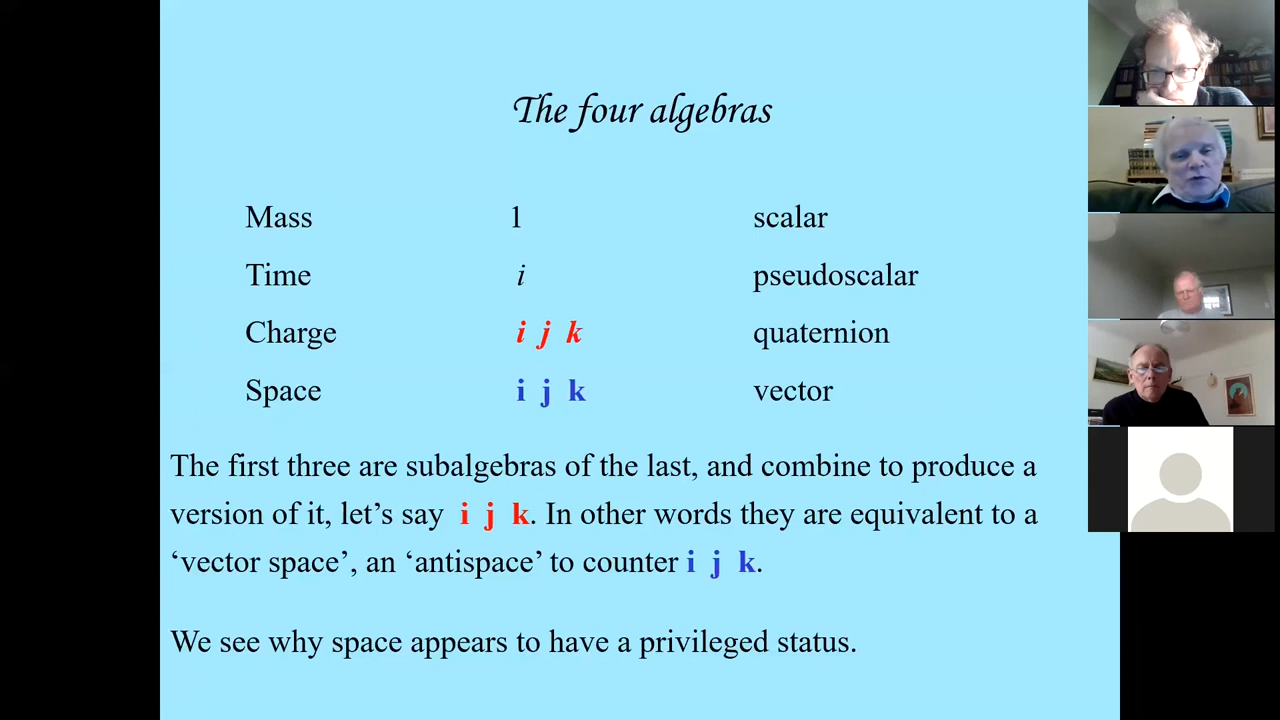 The four algebras
Mass 1 scalar
Time i pseudoscalar
Charge i j k quaternion
Space i j k vector
The first three are subalgebras of the last, and combine to produce a
version of it, let’s say i j k. In other words they are equivalent to a
‘vector space’, an ‘antispace’ to counter i j k.
We see why space appears to have a privileged status.